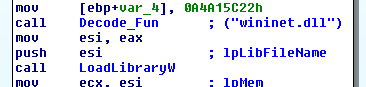 mov [ebp+var_4], 0A4A15C22h
call Decode_Fun ; ("wininet.dll")
mov esi, eax
push esi ; lpLibFileName
call LoadLibraryW
mov ecx, esi ; lpMem